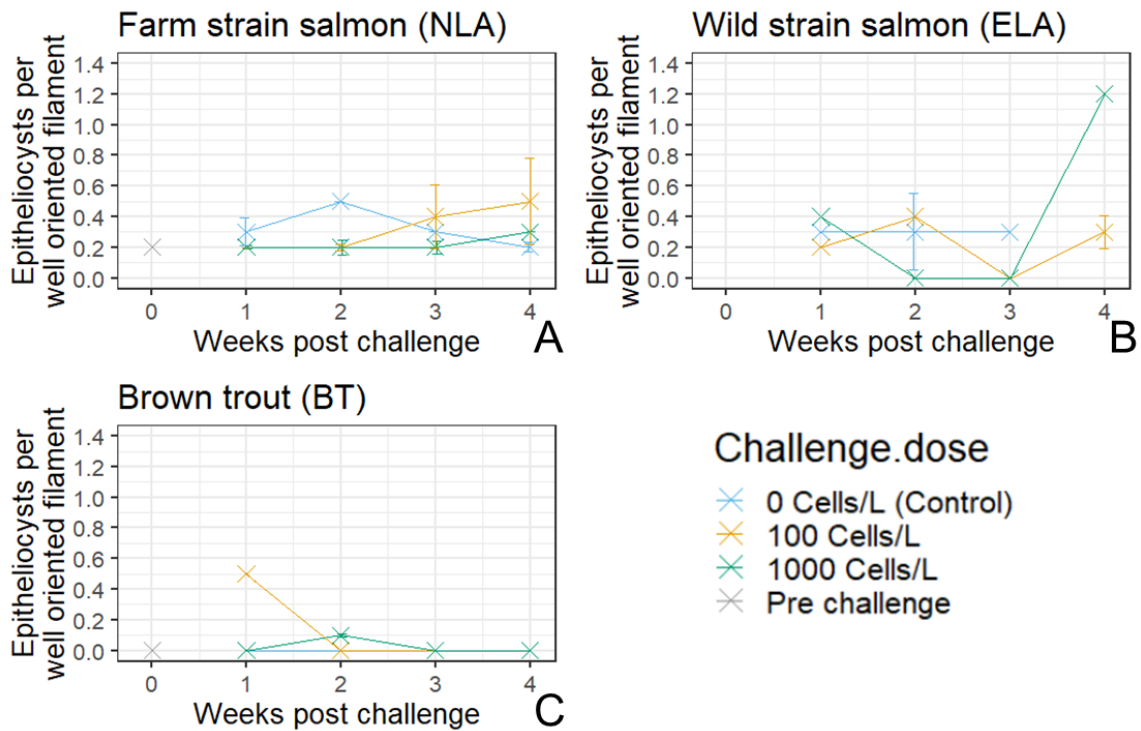 Farm strain salmon (NLA)
Epitheliocysts per
well oriented filament
1.4
1.2
1.0
0.8
0.6
0.4
0.2
0.0
0 1 2 3 4
Weeks post challenge
A
Wild strain salmon (ELA)
Epitheliocysts per
well oriented filament
1.4
1.2
1.0
0.8
0.6
0.4
0.2
0.0
0 1 2 3 4
Weeks post challenge
B
Brown trout (BT)
Epitheliocysts per
well oriented filament
1.4
1.2
1.0
0.8
0.6
0.4
0.2
0.0
0 1 2 3 4
Weeks post challenge
C
Challenge.dose
0 Cells/L (Control)
100 Cells/L
1000 Cells/L
Pre challenge